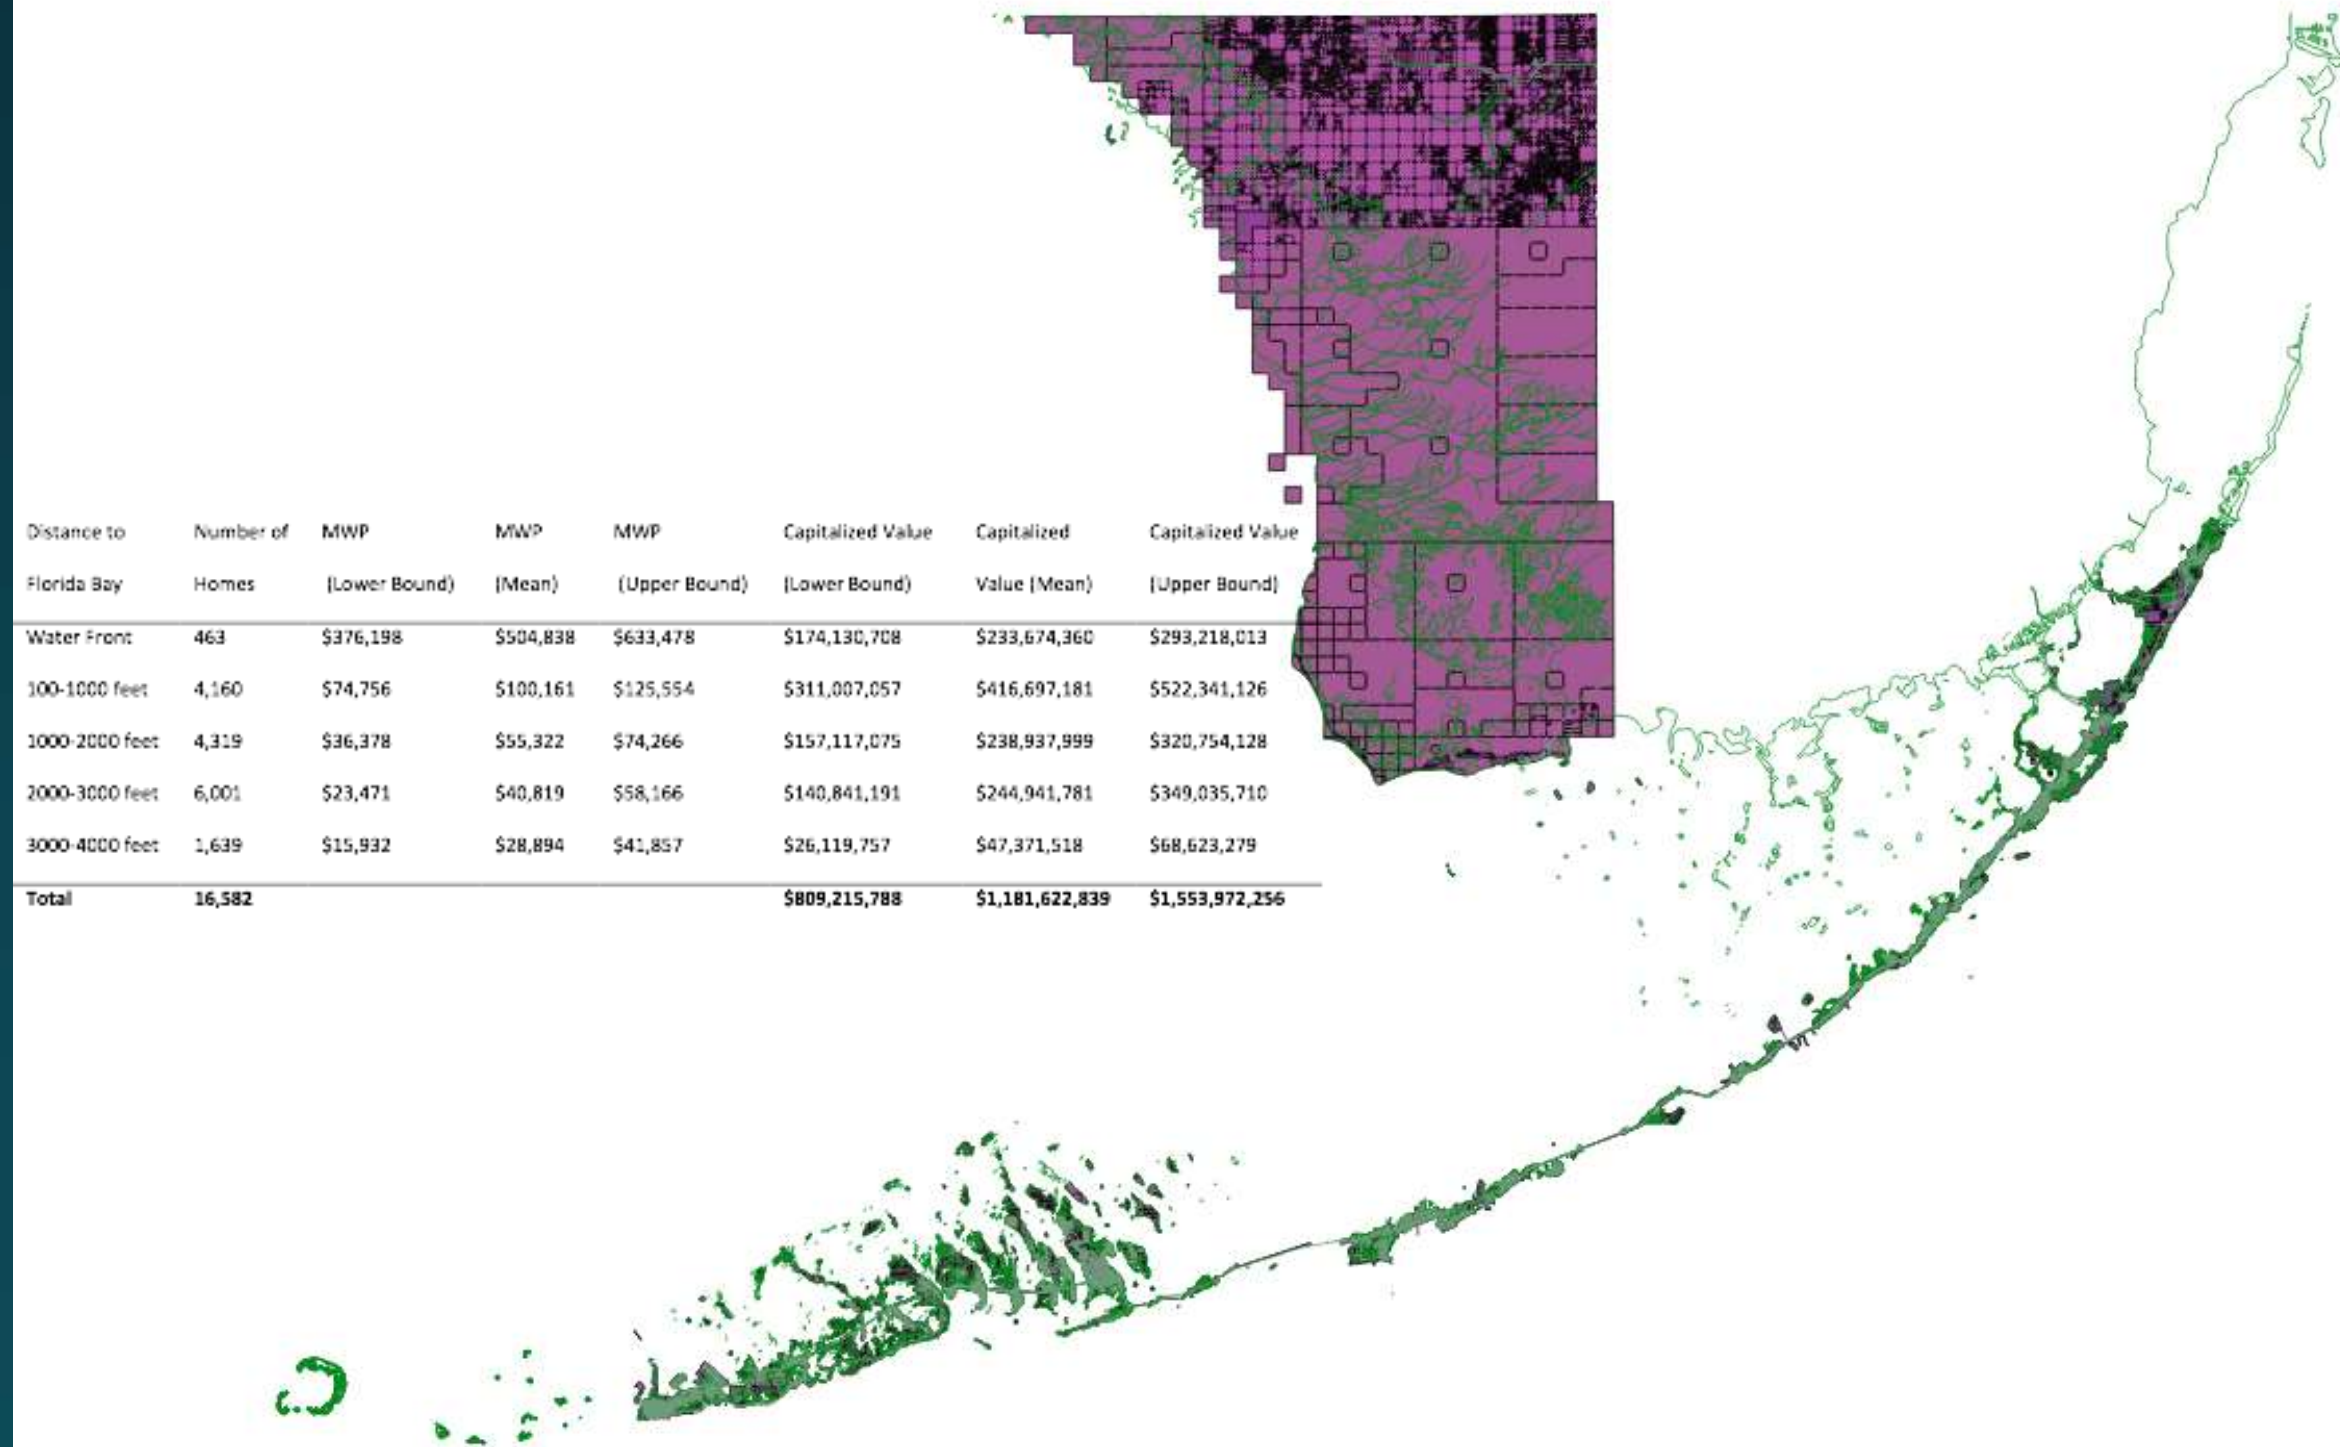 Distance to Number of MWP MWP MWP Capitalized Value Capitalized Capitalized Value
Florida Bay Homes (Lower Bound) (Mean) (Upper Bound) (Lower Bound) Value (Mean) (Upper Bound)
Water Front 463 $376,198 $504,838 $633,478 $174,130,708 $233,674,360 $293,218,013
100-1000 feet 4,160 $74,756 $100,161 $125,554 $311,007,057 $416,697,181 $522,341,126
1000-2000 feet 4,319 $36,378 $55,322 $74,266 $157,117,075 $238,937,999 $320,754,128
2000-3000 feet 6,001 $23,471 $40,819 $58,166 $140,841,191 $244,941,781 $349,035,710
3000-4000 feet 1,639 $15,932 $28,894 $41,857 $26,119,757 $47,371,518 $68,623,279
Total 16,582 $809,215,788 $1,181,622,839 $1,553,972,256